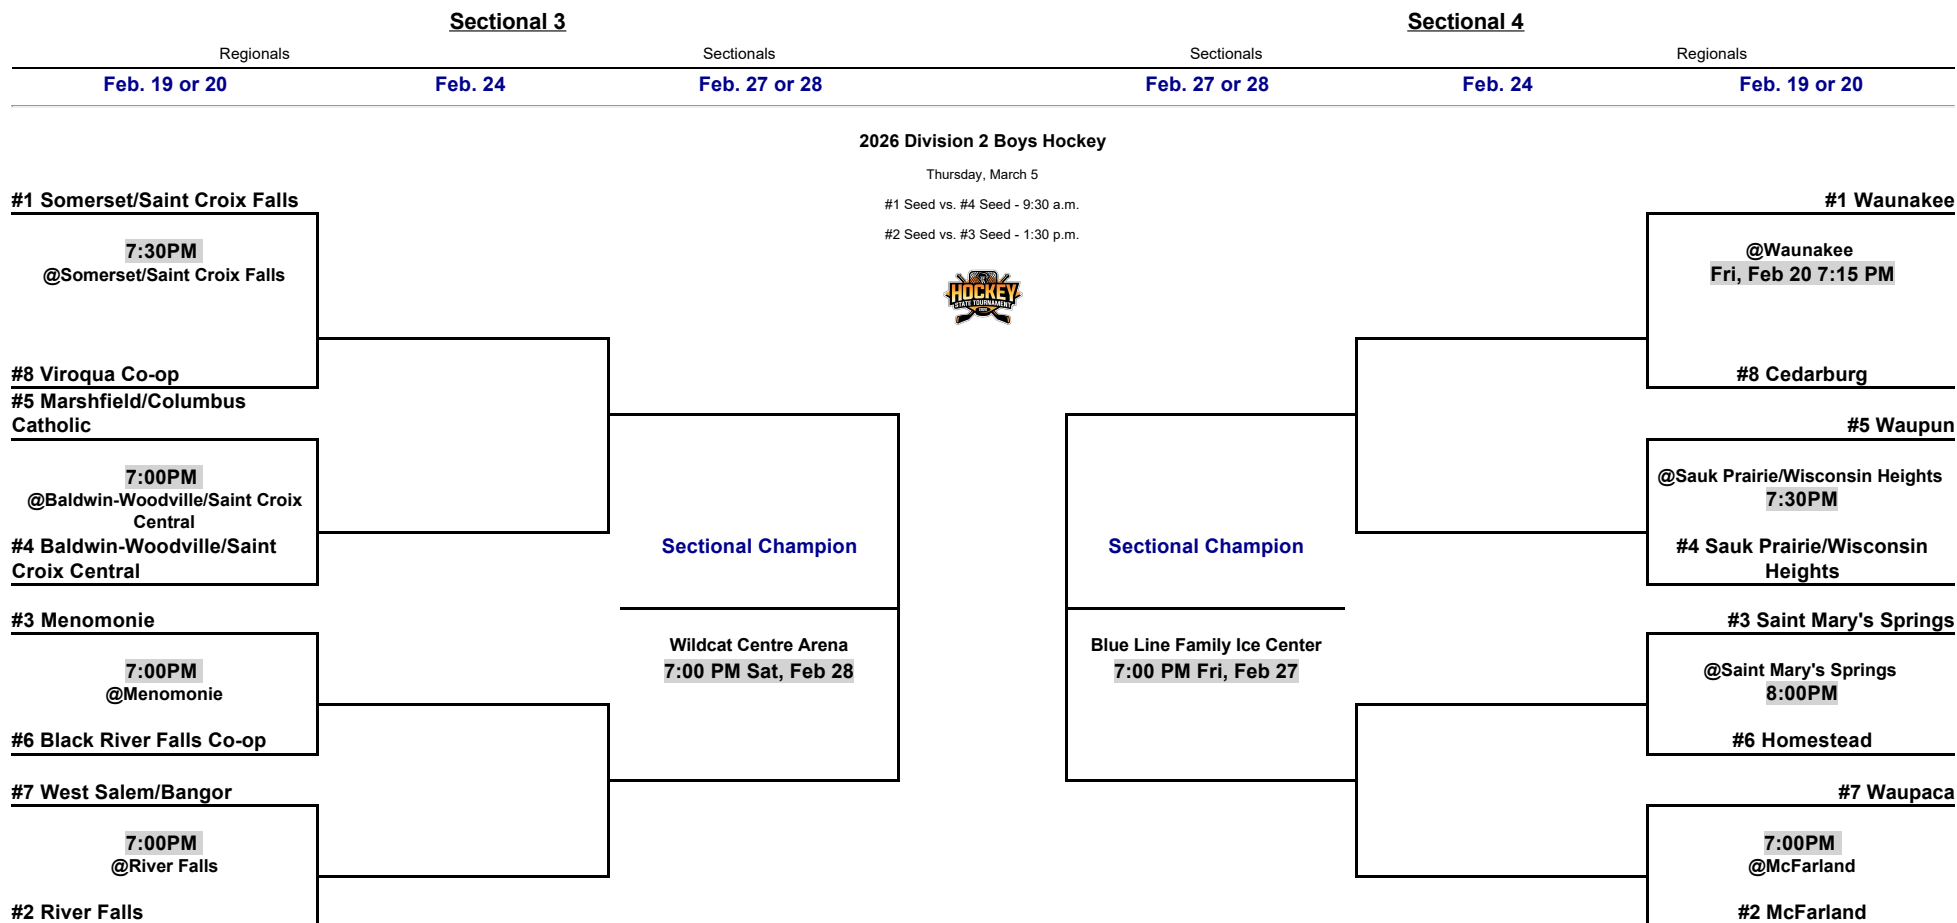 Sectional 3
Sectional 4
Regionals
Sectionals
Sectionals
Regionals
Feb. 19 or 20
Feb. 24
Feb. 27 or 28
Feb. 27 or 28
Feb. 24
Feb. 19 or 20
2026 Division 2 Boys Hockey
Thursday, March 5
#1 Seed vs. #4 Seed - 9:30 a.m.
#2 Seed vs. #3 Seed - 1:30 p.m.
HOCKEY
STATE TOURNAMENT
#1 Somerset/Saint Croix Falls
7:30PM
@Somerset/Saint Croix Falls
#8 Viroqua Co-op
#5 Marshfield/Columbus
Catholic
7:00PM
@Baldwin-Woodville/Saint Croix
Central
#4 Baldwin-Woodville/Saint
Croix Central
#3 Menomonie
7:00PM
@Menomonie
#6 Black River Falls Co-op
#7 West Salem/Bangor
7:00PM
@River Falls
#2 River Falls
Sectional Champion
Wildcat Centre Arena
7:00 PM Sat, Feb 28
Sectional Champion
Blue Line Family Ice Center
7:00 PM Fri, Feb 27
#1 Waunakee
@Waunakee
Fri, Feb 20 7:15 PM
#8 Cedarburg
#5 Waupun
@Sauk Prairie/Wisconsin Heights
7:30PM
#4 Sauk Prairie/Wisconsin
Heights
#3 Saint Mary's Springs
@Saint Mary's Springs
8:00PM
#6 Homestead
#7 Waupaca
7:00PM
@McFarland
#2 McFarland